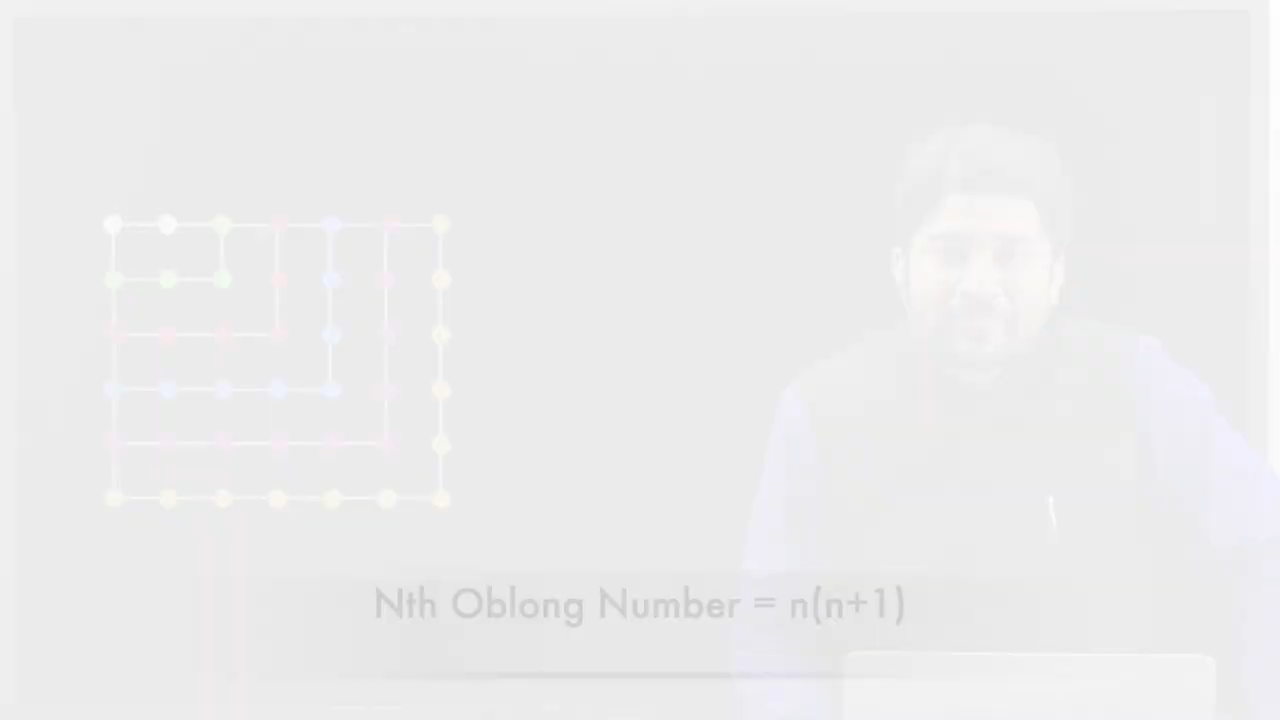 Nth Oblong Number = n(n+1)